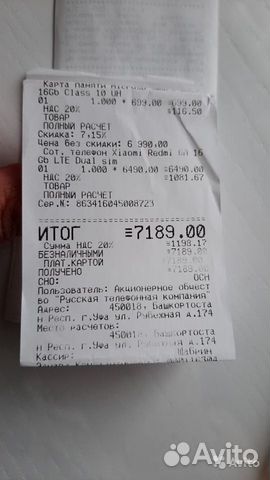 Карта памяти MicroSD
16Gb Class 10 UH
01 1.000 * 699.00 ≡699.00
НДС 20% ≡116.50
ТОВАР
ПОЛНЫЙ РАСЧЕТ
Скидка: 7,15%
Цена без скидки: 6 990.00
Сот. телефон Xiaomi Redmi 16
Gb LTE Dual sim
01 1.000 * 6490.00 ≡6490.00
НДС 20% ≡1081.67
ТОВАР
ПОЛНЫЙ РАСЧЕТ
Сер.N: 863416045008723
ИТОГ ≡7189.00
Сумма НДС 20% ≡1198.17
БЕЗНАЛИЧНЫМИ ≡7189.00
ПЛАТ.КАРТОЙ ≡7189.00
ПОЛУЧЕНО ≡7189.00
СНО: ОСН
Пользователь: Акционерное общест
во "Русская телефонная компания"
Адрес: 450018, Башкортоста
н Респ, г.Уфа ул. Рубежная д.174
Место расчетов:
450018, Башкортоста
н Респ, г.Уфа ул. Рубежная д.174
Кассир: Шабрин
Avito